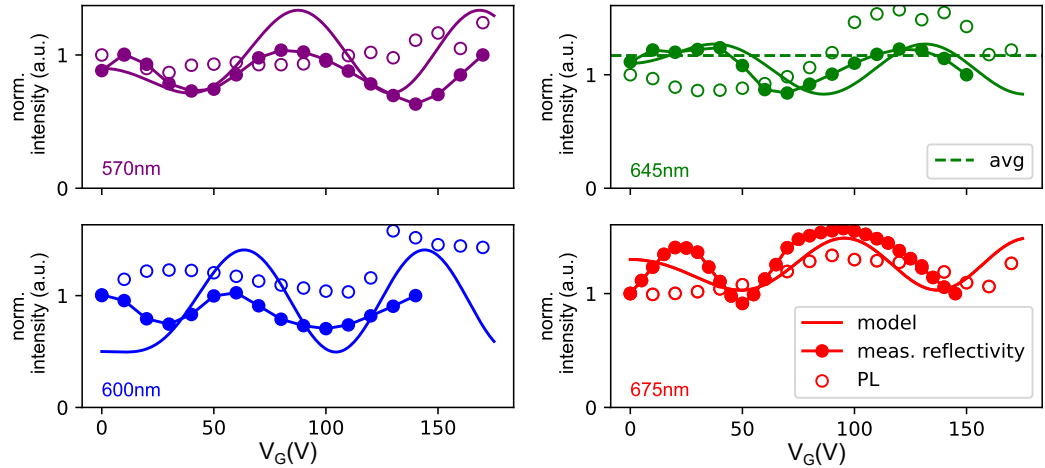 norm.
intensity (a.u.)
1
0
570nm
norm.
intensity (a.u.)
1
0
645nm
avg
norm.
intensity (a.u.)
1
0
600nm
0
50
100
150
V_G(V)
norm.
intensity (a.u.)
1
0
675nm
model
meas. reflectivity
PL
0
50
100
150
V_G(V)